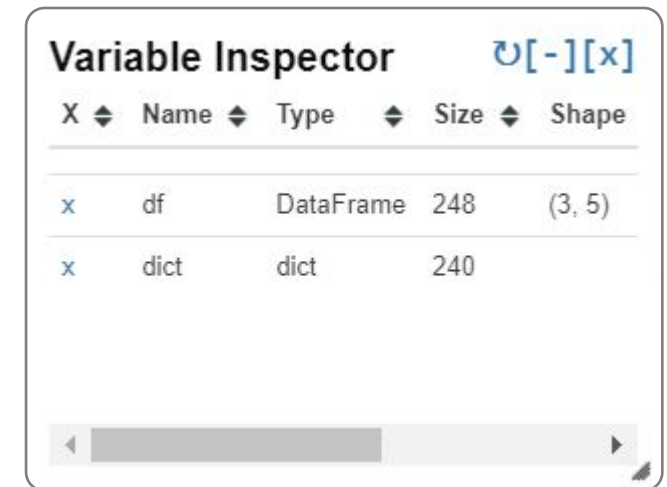 Variable Inspector ↻[-][x]
X Name Type Size Shape
x df DataFrame 248 (3, 5)
x dict dict 240